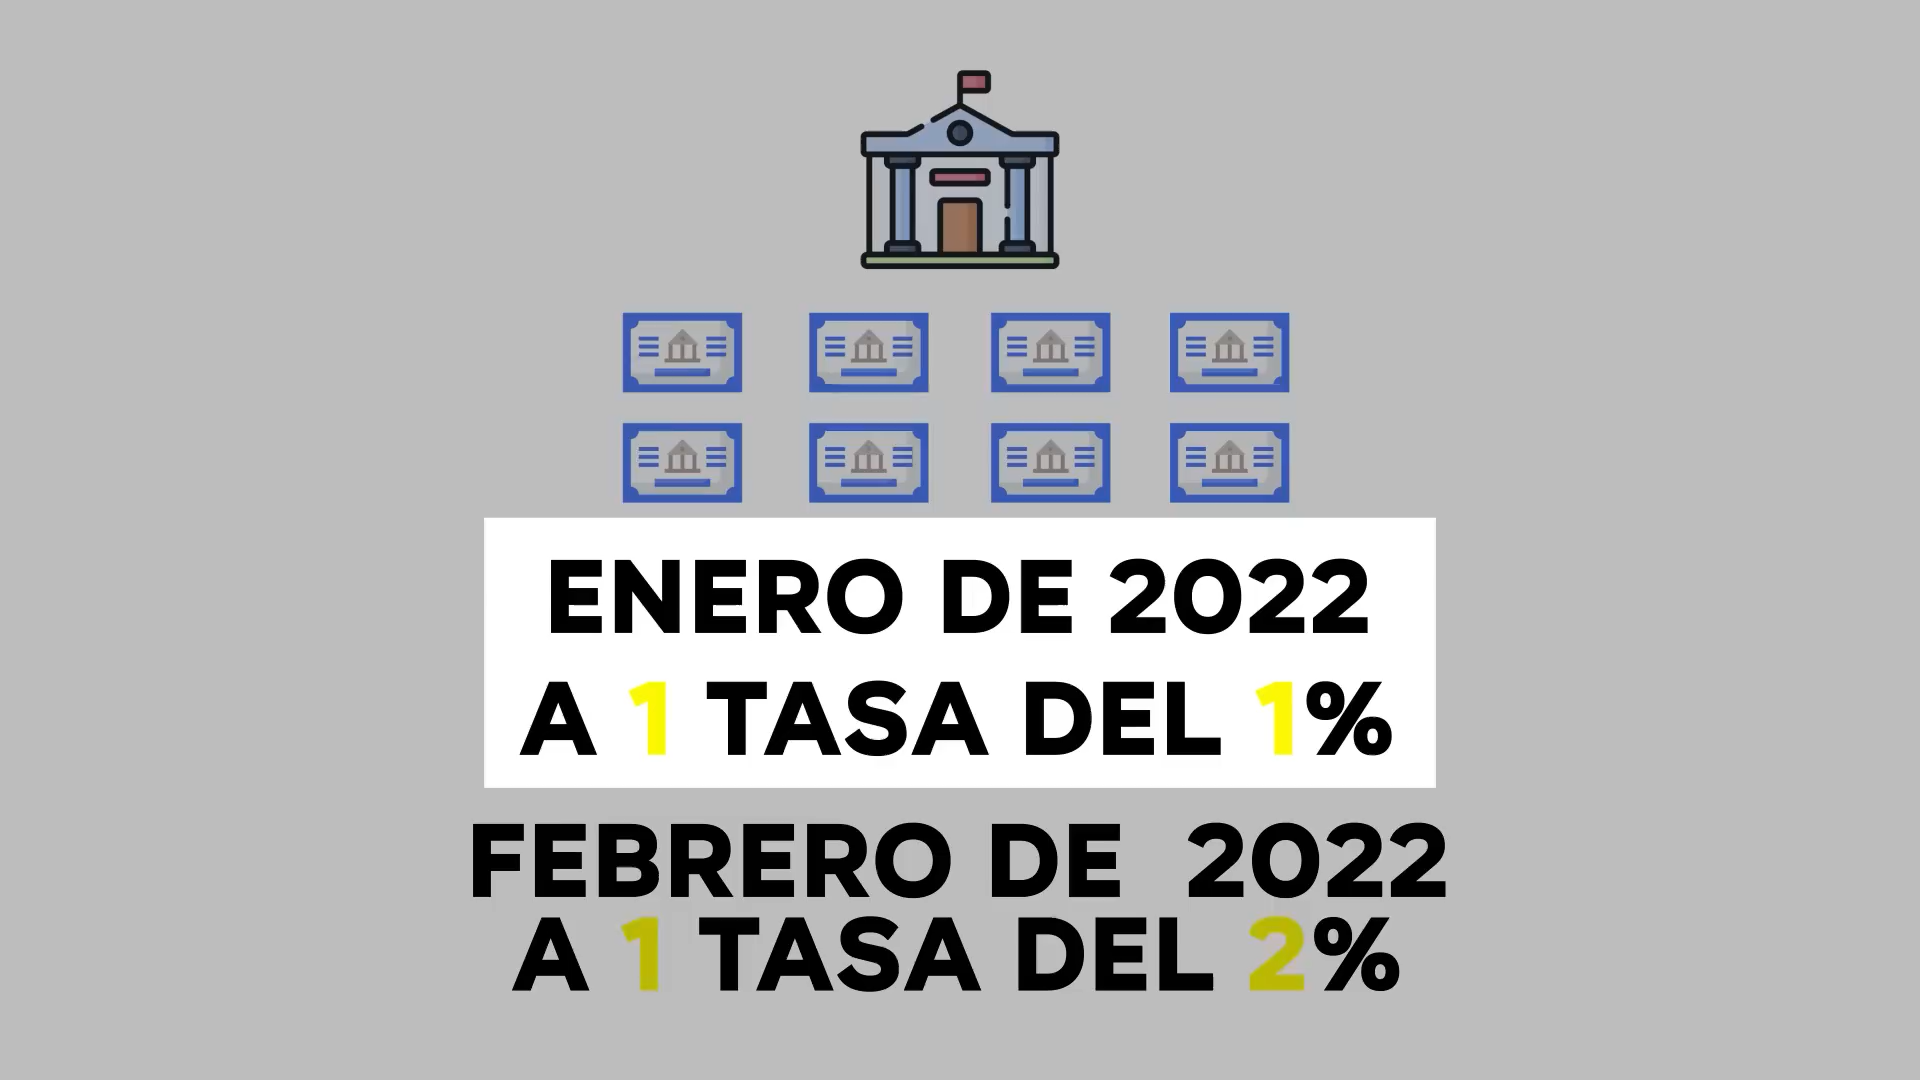 ENERO DE 2022
A 1 TASA DEL 1%
FEBRERO DE 2022
A 1 TASA DEL 2%